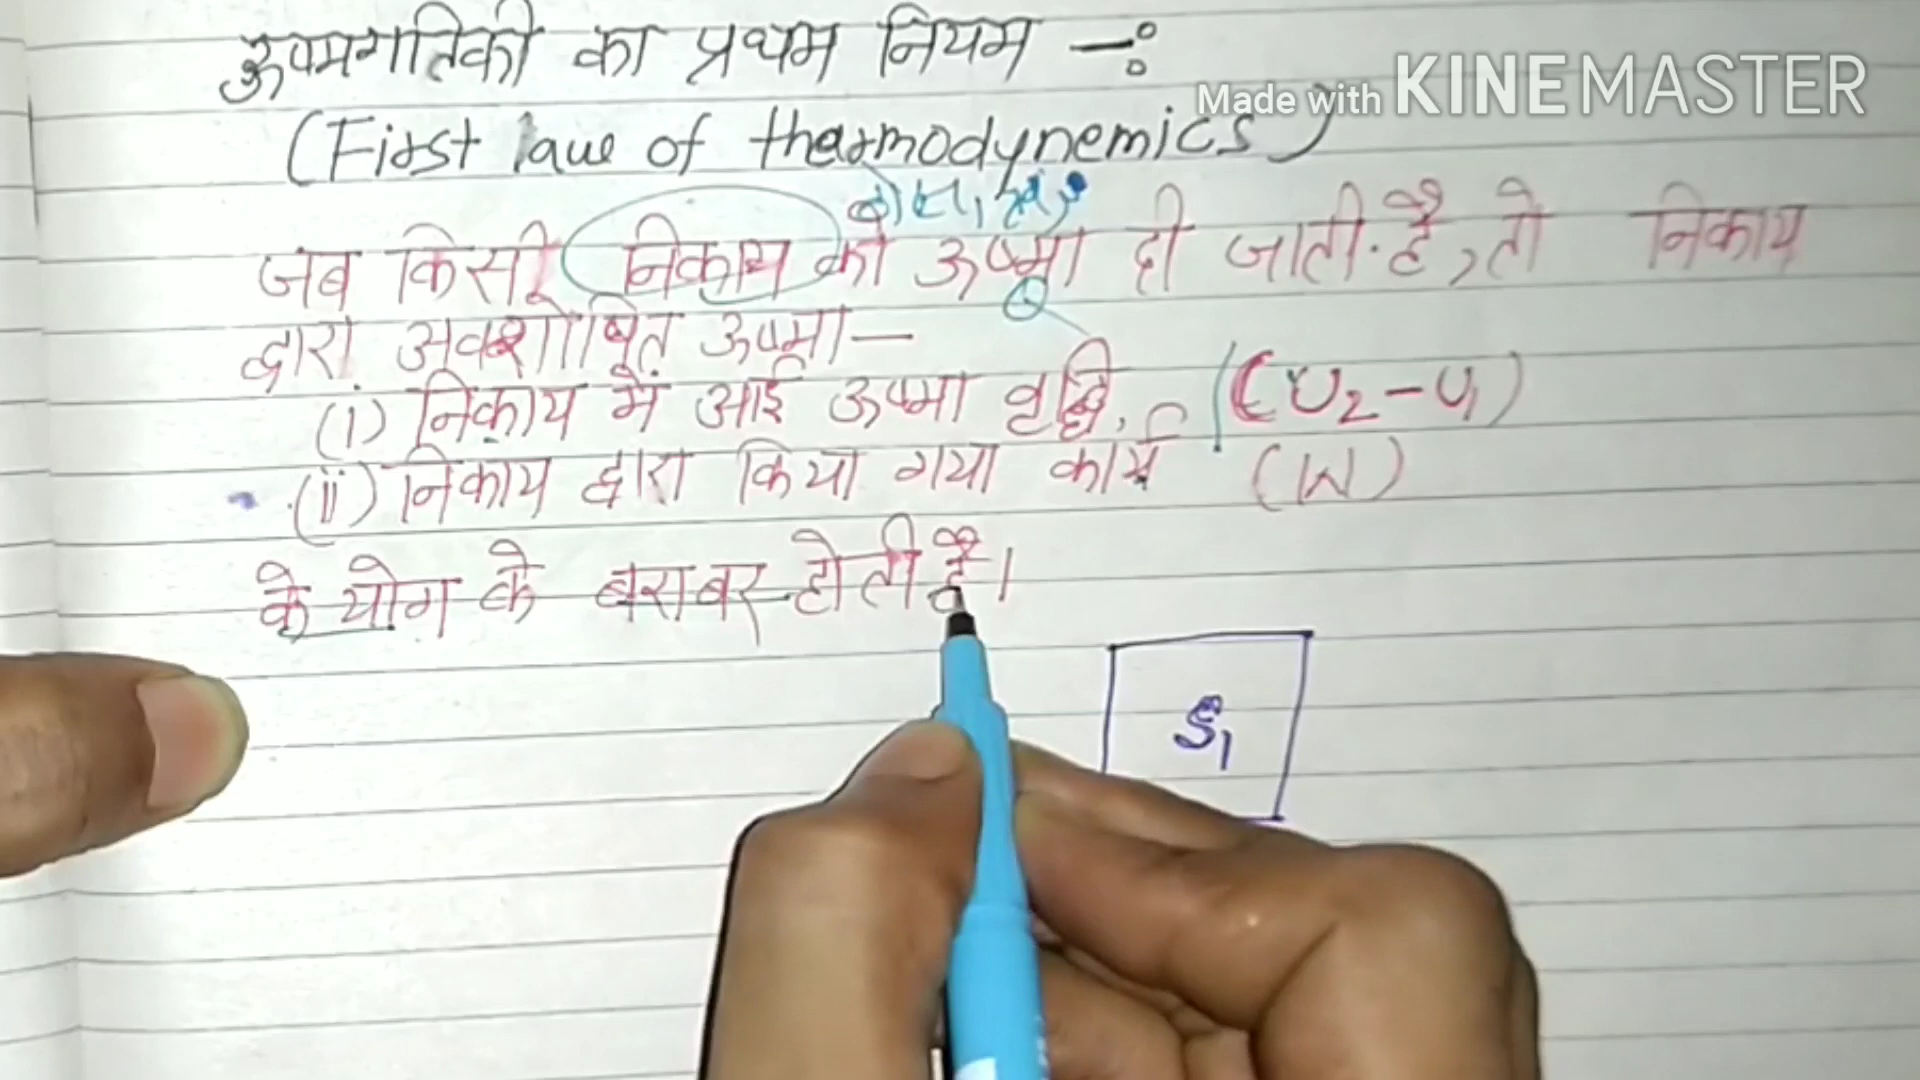 ऊष्मागतिकी का प्रथम नियम —:
Made with KINEMASTER
(First laue of thermodynemics)
जब किसी निकाय को ऊष्मा दी जाती है, तो निकाय
द्वारा अवशोषित ऊष्मा—
(i) निकाय में आई ऊष्मा वृद्धि, (U2-U1)
(ii) निकाय द्वारा किया गया कार्य (W)
के योग के बराबर होती है।
S1